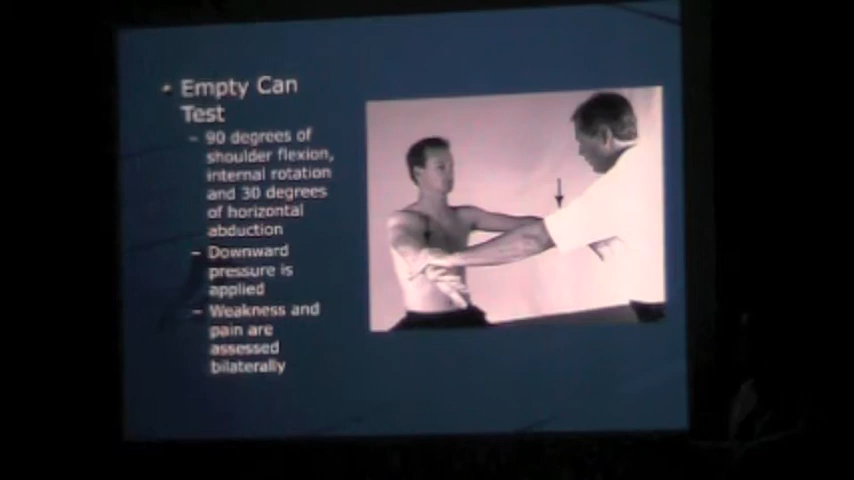 • Empty Can
Test
– 90 degrees of
shoulder flexion,
internal rotation
and 30 degrees
of horizontal
abduction
– Downward
pressure is
applied
– Weakness and
pain are
assessed
bilaterally